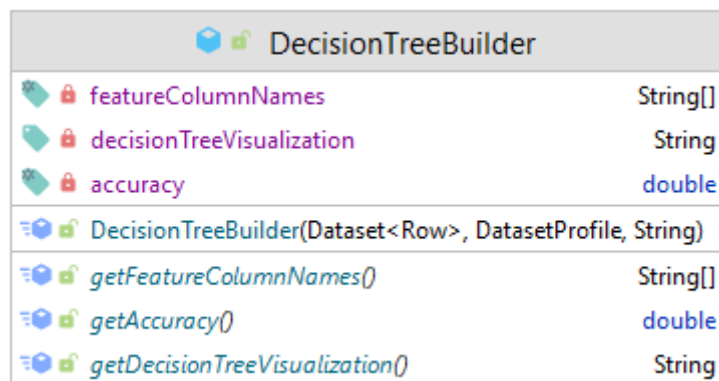 DecisionTreeBuilder
featureColumnNames String[]
decisionTreeVisualization String
accuracy double
DecisionTreeBuilder(Dataset<Row>, DatasetProfile, String)
getFeatureColumnNames() String[]
getAccuracy() double
getDecisionTreeVisualization() String